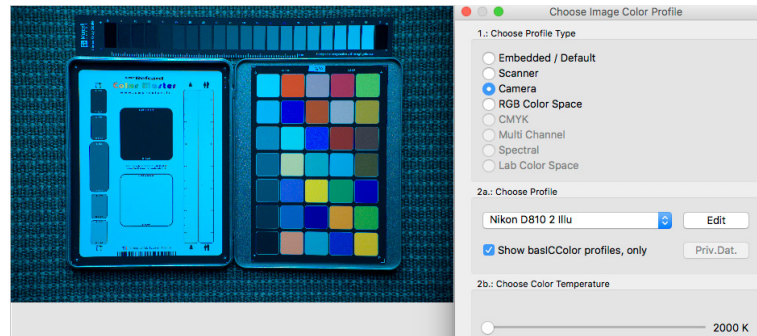 Choose Image Color Profile
1.: Choose Profile Type
Embedded / Default
Scanner
Camera
RGB Color Space
CMYK
Multi Channel
Spectral
Lab Color Space
2a.: Choose Profile
Nikon D810 2 Illu
Edit
Show basICColor profiles, only
Priv.Dat.
2b.: Choose Color Temperature
2000 K